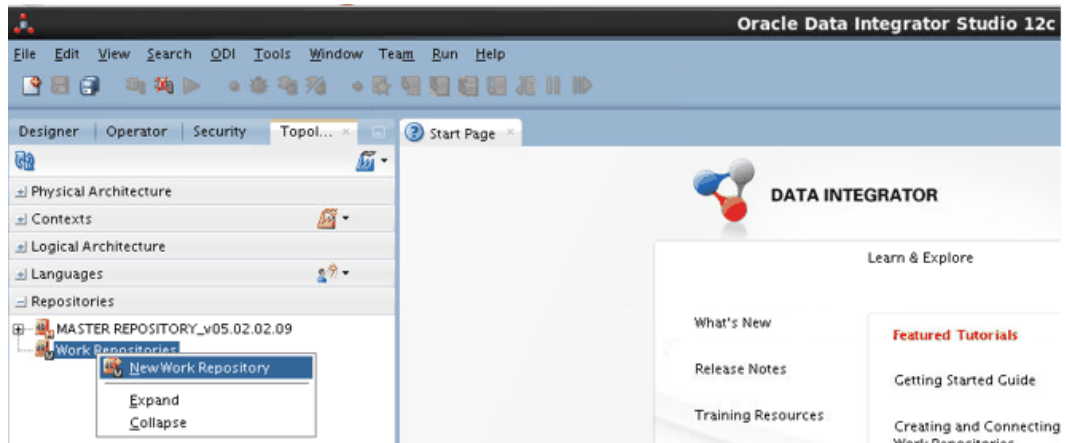 Oracle Data Integrator Studio 12c
File Edit View Search ODI Tools Window Team Run Help
Designer Operator Security Topol... Start Page
Physical Architecture
Contexts
Logical Architecture
Languages
Repositories
MASTER REPOSITORY_v05.02.02.09
Work Repositories
New Work Repository
Expand
Collapse
DATA INTEGRATOR
Learn & Explore
What's New
Release Notes
Training Resources
Featured Tutorials
Getting Started Guide
Creating and Connecting
Work Repositories